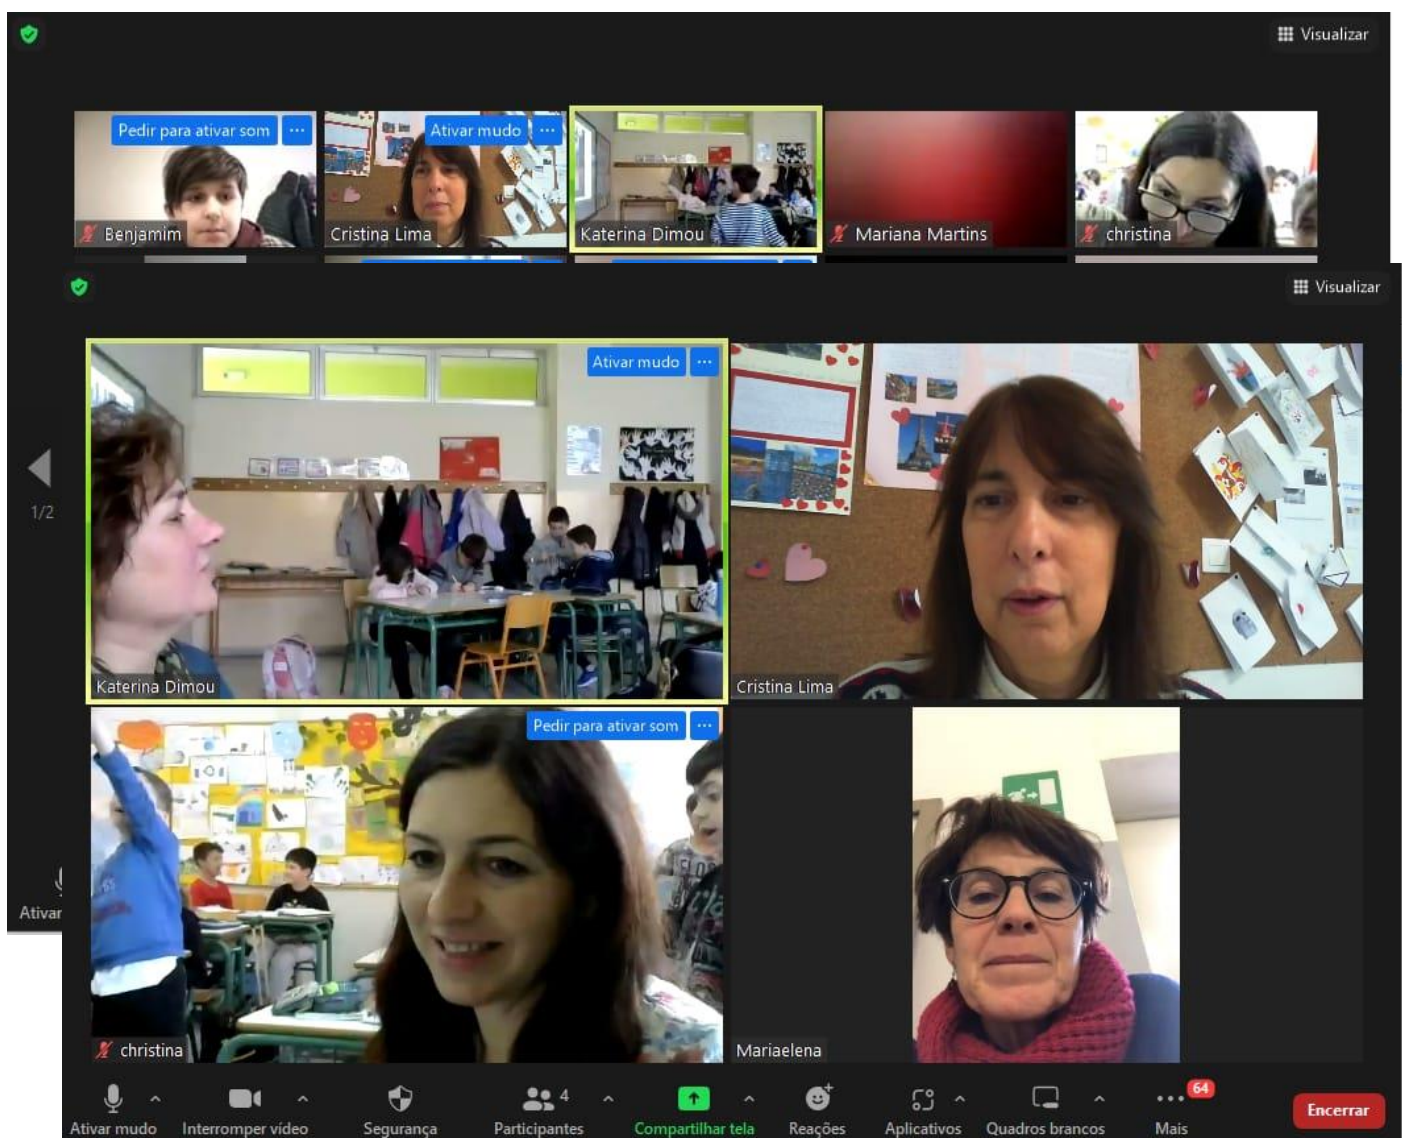 Visualizar
Pedir para ativar som ...
Ativar mudo ...
Benjamim
Cristina Lima
Katerina Dimou
Mariana Martins
christina
Visualizar
Ativar mudo ...
1/2
Katerina Dimou
Cristina Lima
Pedir para ativar som ...
Ativar
christina
Mariaelena
4
64
Ativar mudo
Interromper vídeo
Segurança
Participantes
Compartilhar tela
Reações
Aplicativos
Quadros brancos
Mais
Encerrar